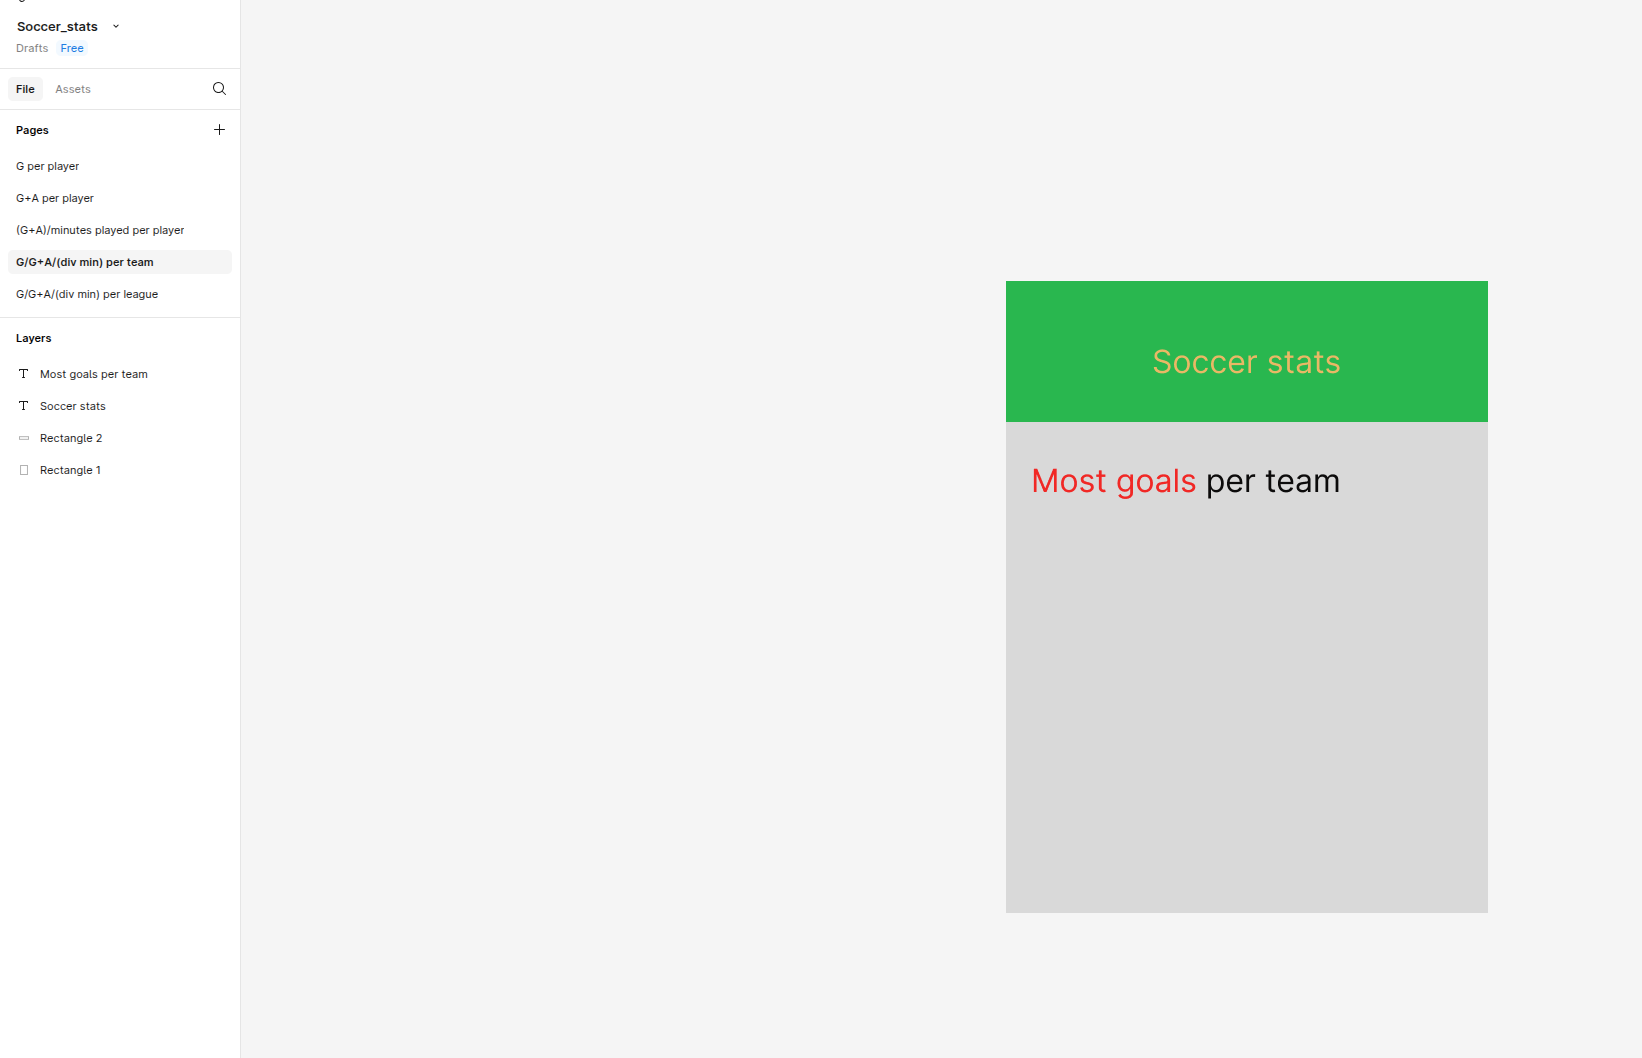 Soccer_stats
Drafts Free
File Assets
Pages
G per player
G+A per player
(G+A)/minutes played per player
G/G+A/(div min) per team
G/G+A/(div min) per league
Layers
Most goals per team
Soccer stats
Rectangle 2
Rectangle 1
Soccer stats
Most goals per team